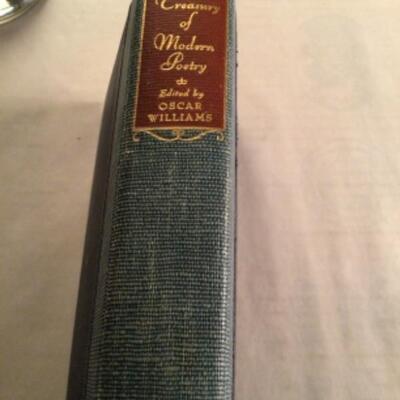 Treasury
of
Modern
Poetry
Edited by
OSCAR
WILLIAMS